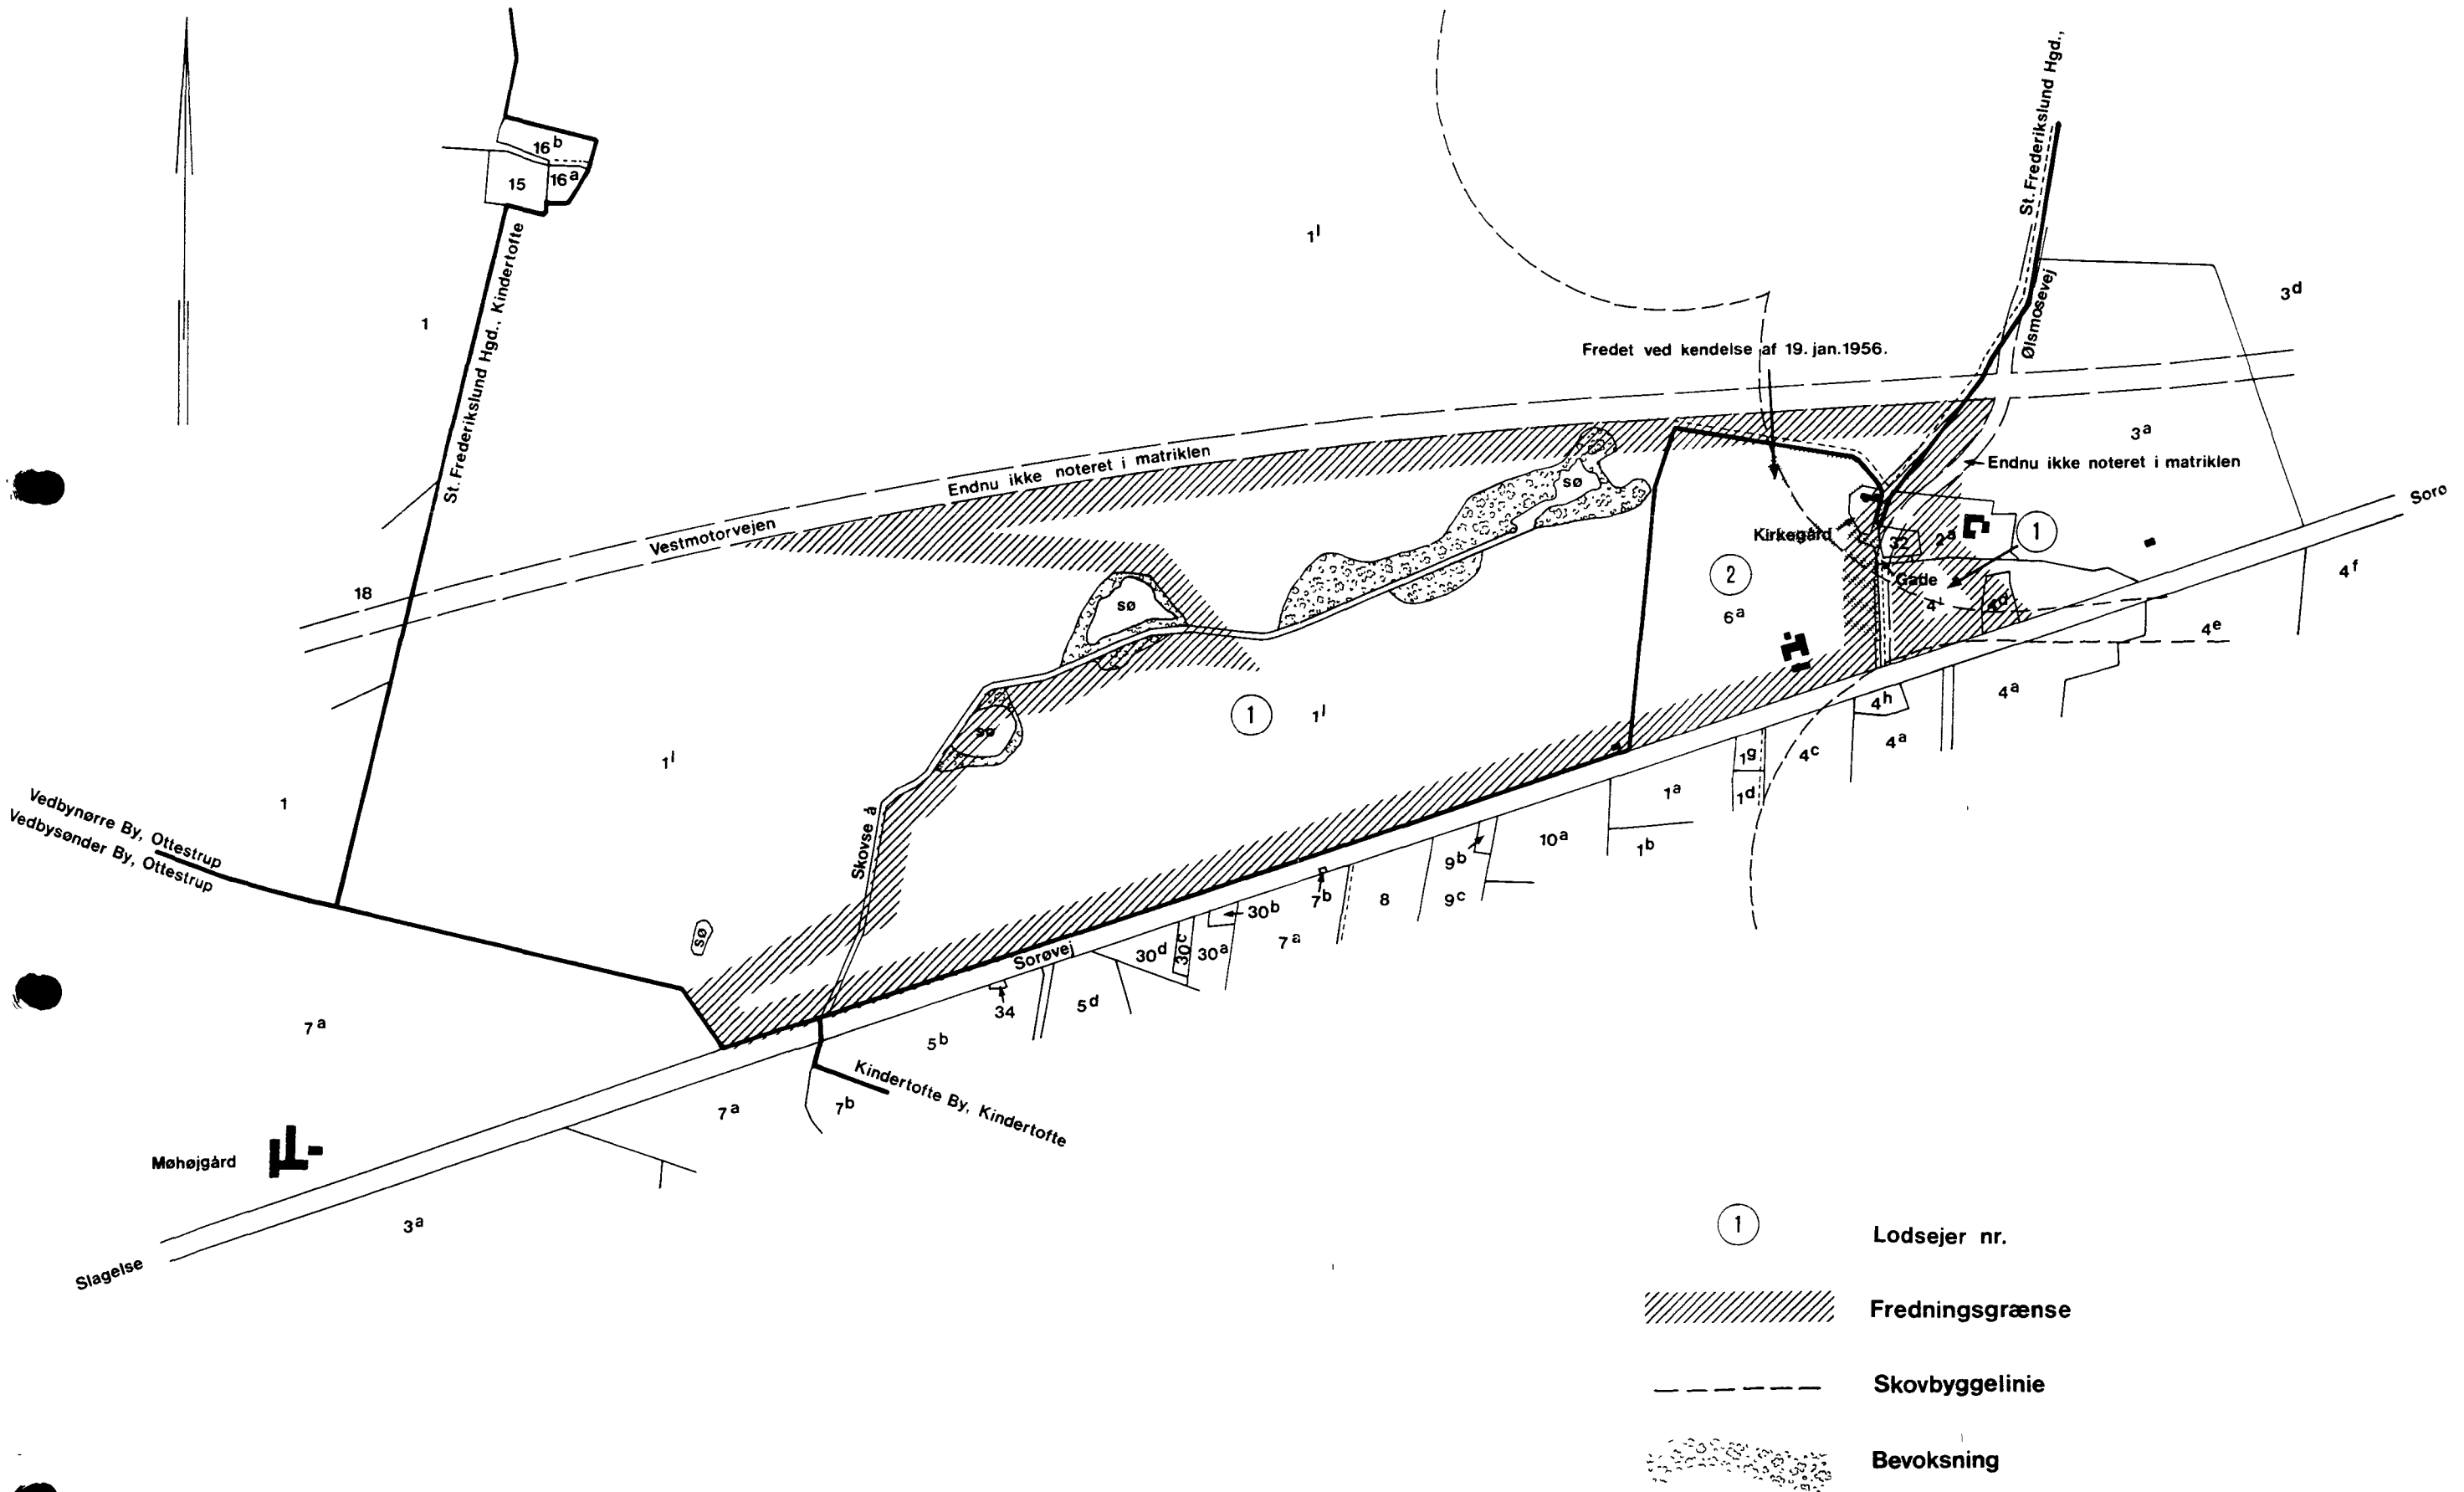 St. Frederikslund Hgd.,
16b
15
16a
1l
St. Frederikslund Hgd., Kindertofte
1
Ølsmosevej
3d
Fredet ved kendelse af 19. jan. 1956.
3a
Endnu ikke noteret i matriklen
Endnu ikke noteret i matriklen
sø
Sorø
Vestmotorvejen
Kirkegård
32
2a
1
18
sø
2
Gade
4f
4i
4d
6a
4e
1
1l
sø
4h
4a
1l
1g
4c
4a
1
1a
1d
Vedbynørre By, Ottestrup
Vedbysønder By, Ottestrup
Skovse å
10a
1b
9b
7b
8
9c
30b
sø
Sorøvej
30d
30c
30a
7a
34
5d
7a
5b
Kindertofte By, Kindertofte
7a
7b
Møhøjgård
3a
Slagelse
1
Lodsejer nr.
Fredningsgrænse
Skovbyggelinie
Bevoksning